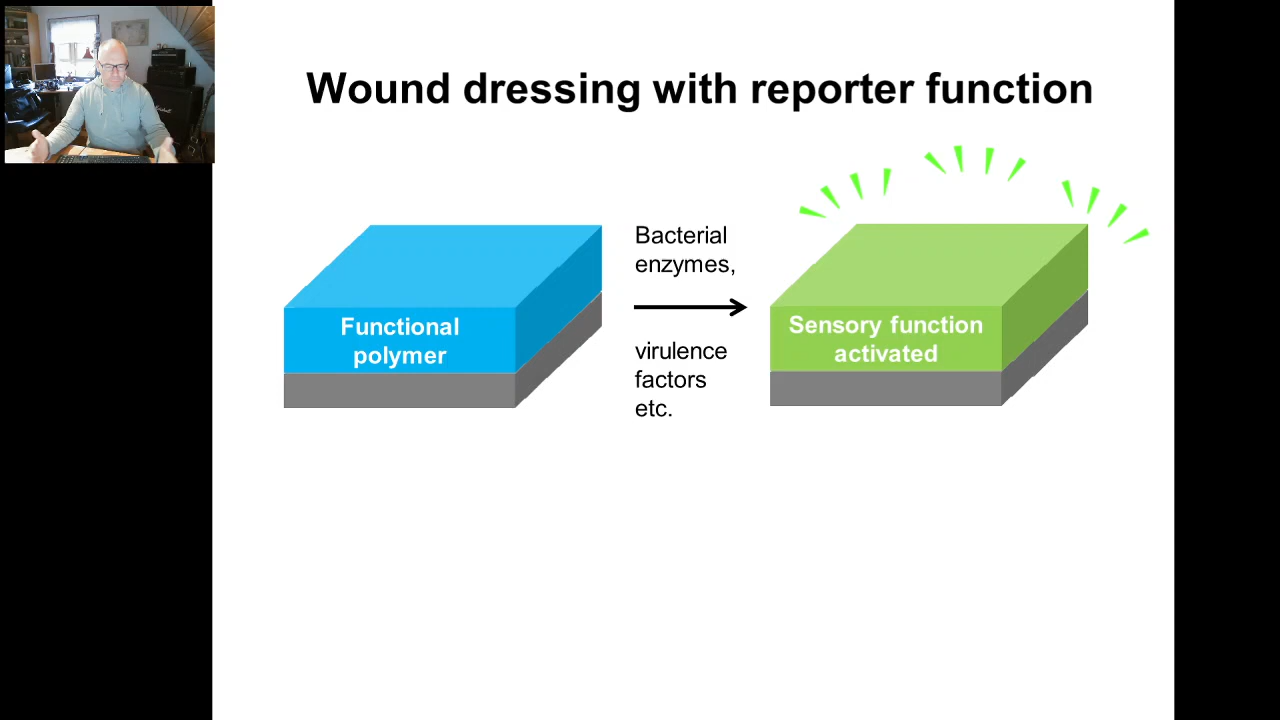 Wound dressing with reporter function
Functional
polymer
Bacterial
enzymes,
virulence
factors
etc.
Sensory function
activated